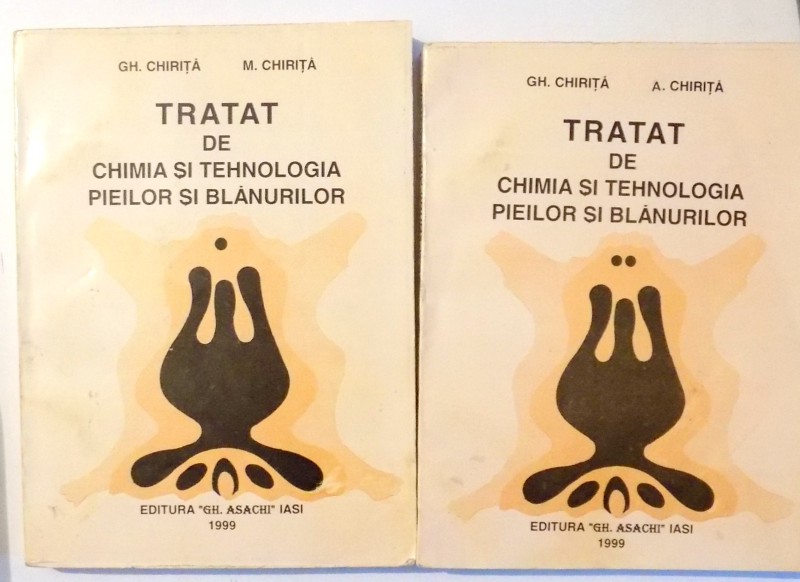 GH. CHIRIȚĂ M. CHIRIȚĂ
TRATAT
DE
CHIMIA ȘI TEHNOLOGIA
PIEILOR ȘI BLĂNURILOR
EDITURA "GH. ASACHI" IASI
1999
GH. CHIRIȚĂ A. CHIRIȚĂ
TRATAT
DE
CHIMIA ȘI TEHNOLOGIA
PIEILOR ȘI BLĂNURILOR
EDITURA "GH. ASACHI" IASI
1999